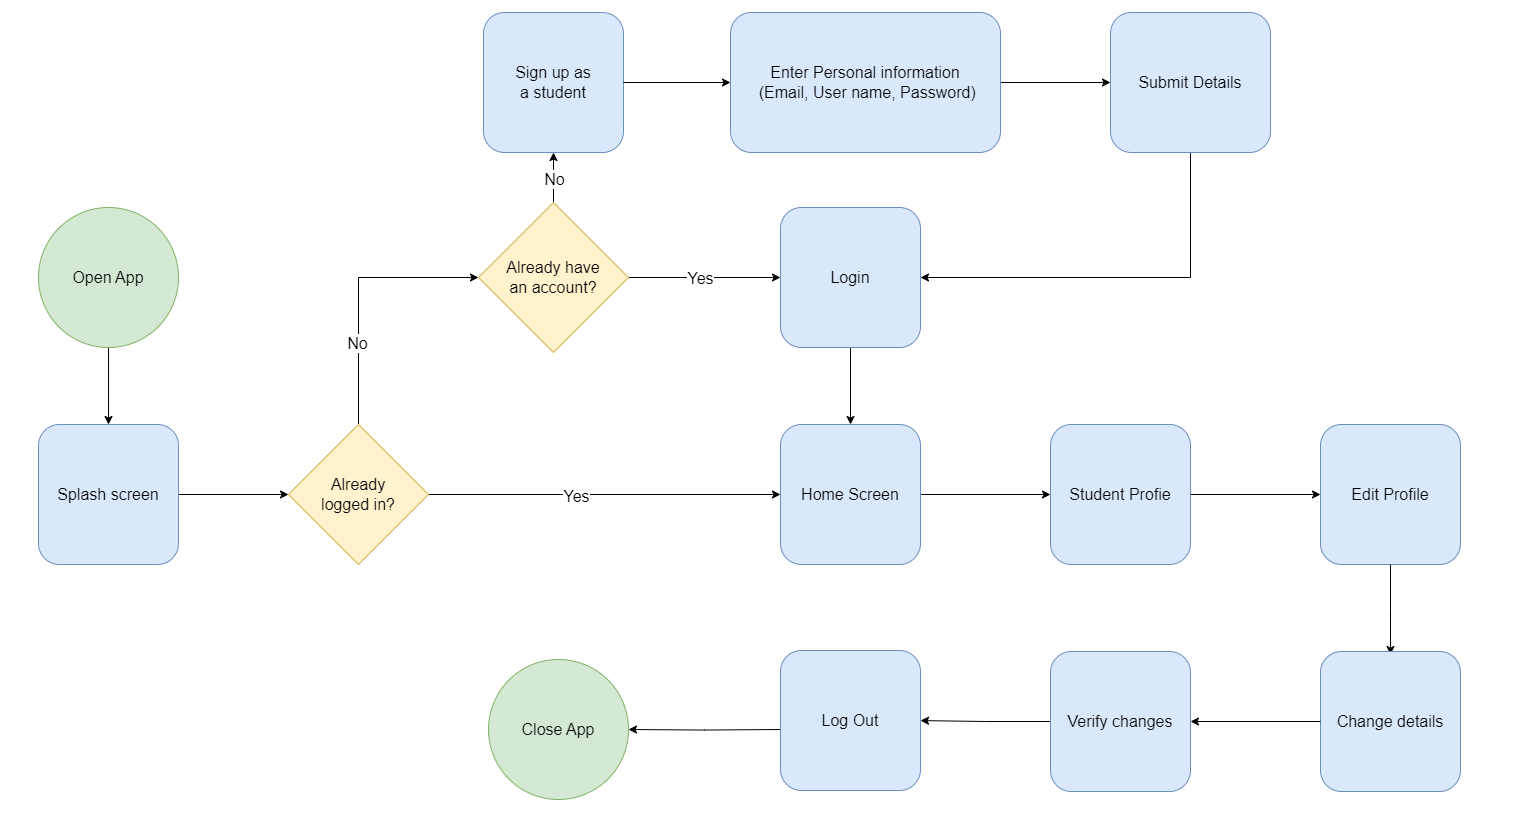 Sign up as
a student
Enter Personal information
(Email, User name, Password)
Submit Details
No
Open App
Already have
an account?
Yes
Login
No
Splash screen
Already
logged in?
Yes
Home Screen
Student Profie
Edit Profile
Close App
Log Out
Verify changes
Change details